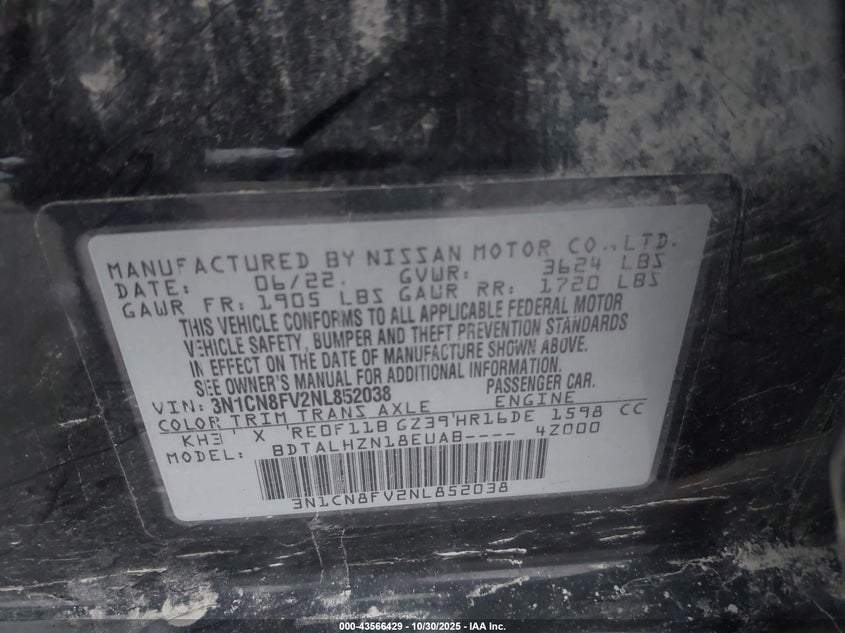 MANUFACTURED BY NISSAN MOTOR CO., LTD.
DATE: 06/22. GVWR: 3624 LBS
GAWR FR: 1905 LBS GAWR RR: 1720 LBS
THIS VEHICLE CONFORMS TO ALL APPLICABLE FEDERAL MOTOR
VEHICLE SAFETY, BUMPER AND THEFT PREVENTION STANDARDS
IN EFFECT ON THE DATE OF MANUFACTURE SHOWN ABOVE.
SEE OWNER'S MANUAL FOR ADDITIONAL INFORMATION.
VIN: 3N1CN8FV2NL852038 PASSENGER CAR.
COLOR TRIM TRANS AXLE ENGINE
KH3 X RE0F11B GZ39 HR16DE 1598 CC
MODEL: BDTALHZN18EUAB---- 4Z000
3N1CN8FV2NL852038
000-43566429 - 10/30/2025 - IAA Inc.